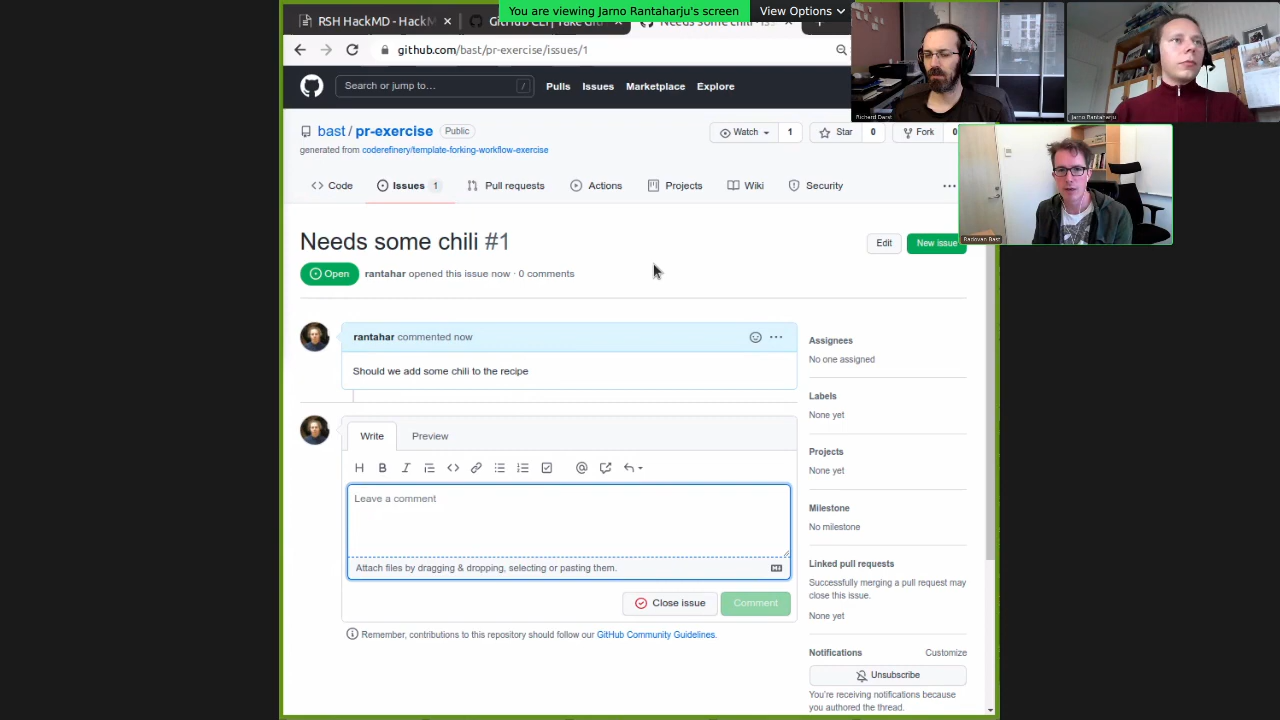 You are viewing Jarno Rantaharju's screen
View Options
RSH HackMD - HackM
github.com/bast/pr-exercise/issues/1
Search or jump to…
/
Pulls
Issues
Marketplace
Explore
Richard Darst
Jarno Rantaharju
Radovan Bast
bast / pr-exercise
Public
Watch
1
Star
0
Fork
0
generated from coderefinery/template-forking-workflow-exercise
Code
Issues
1
Pull requests
Actions
Projects
Wiki
Security
Needs some chili #1
Edit
New issue
Open
rantahar opened this issue now · 0 comments
rantahar commented now
Should we add some chili to the recipe
Write
Preview
Leave a comment
Attach files by dragging & dropping, selecting or pasting them.
Close issue
Comment
Remember, contributions to this repository should follow our GitHub Community Guidelines.
Assignees
No one assigned
Labels
None yet
Projects
None yet
Milestone
No milestone
Linked pull requests
Successfully merging a pull request may
close this issue.
None yet
Notifications
Customize
Unsubscribe
You're receiving notifications because
you authored the thread.